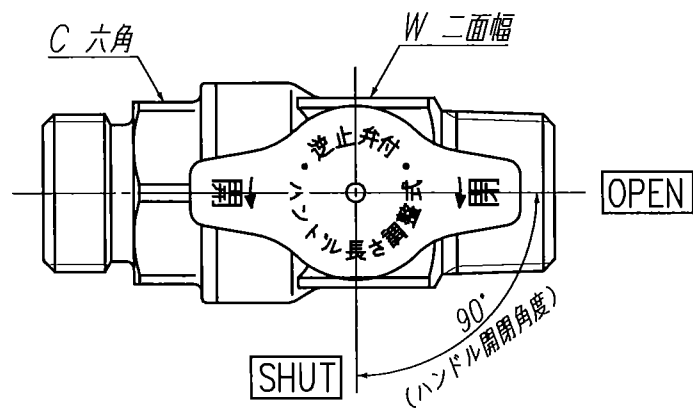 C 六角
W 二面幅
逆止弁付
開
開
ハンドル長さ調整式
OPEN
90°
(ハンドル開閉角度)
SHUT